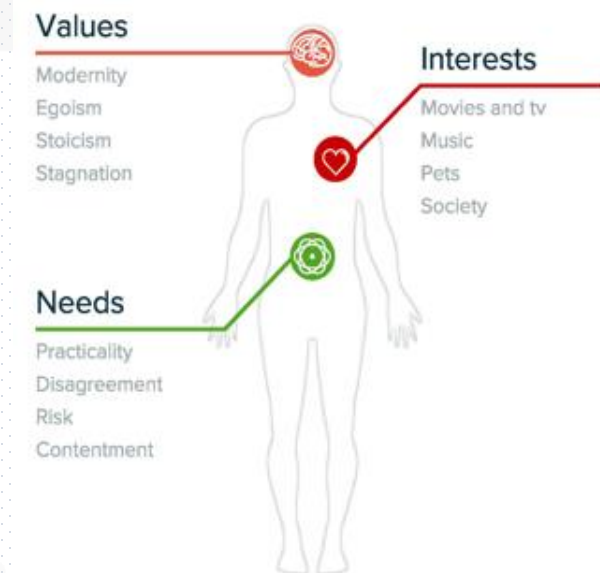 Values
Modernity
Egoism
Stoicism
Stagnation
Interests
Movies and tv
Music
Pets
Society
Needs
Practicality
Disagreement
Risk
Contentment